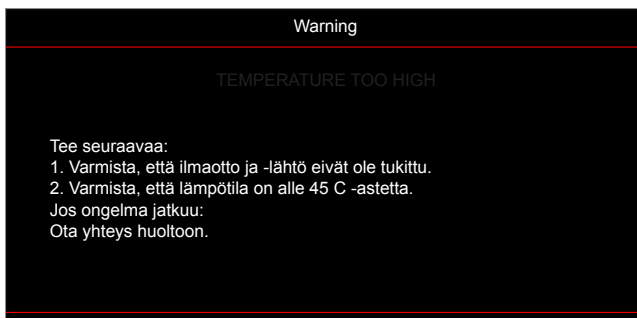 Warning
TEMPERATURE TOO HIGH
Tee seuraavaa:
1. Varmista, että ilmaotto ja -lähtö eivät ole tukittu.
2. Varmista, että lämpötila on alle 45 C -astetta.
Jos ongelma jatkuu:
Ota yhteys huoltoon.